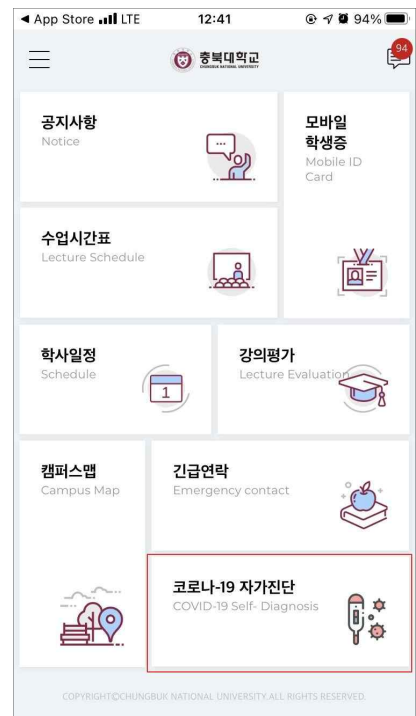 App Store LTE 12:41 94%
충북대학교
CHUNGBUK NATIONAL UNIVERSITY
94
공지사항
Notice
모바일
학생증
Mobile ID
Card
수업시간표
Lecture Schedule
학사일정
Schedule
1
강의평가
Lecture Evaluation
캠퍼스맵
Campus Map
긴급연락
Emergency contact
코로나-19 자가진단
COVID-19 Self- Diagnosis
COPYRIGHT©CHUNGBUK NATIONAL UNIVERSITY. ALL RIGHTS RESERVED.